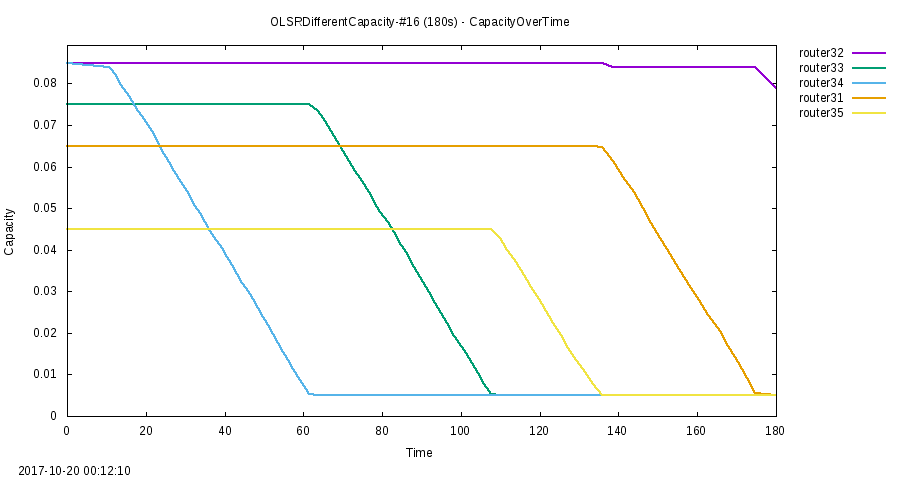 OLSRDifferentCapacity-#16 (180s) - CapacityOverTime
router32
router33
router34
router31
router35
0.08
0.07
0.06
0.05
0.04
0.03
0.02
0.01
0
Capacity
0 20 40 60 80 100 120 140 160 180
Time
2017-10-20 00:12:10